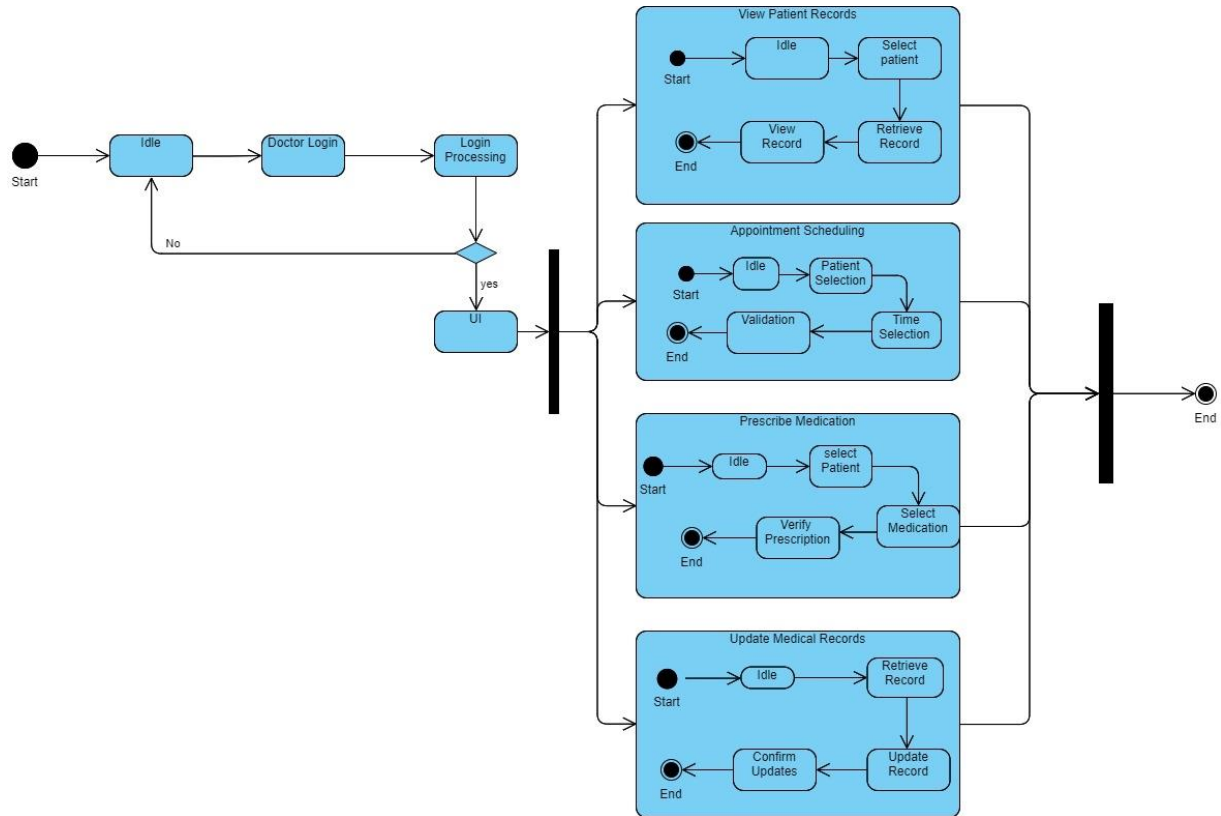 Start
Idle
Doctor Login
Login
Processing
No
yes
UI
View Patient Records
Start
Idle
Select
patient
End
View
Record
Retrieve
Record
Appointment Scheduling
Start
Idle
Patient
Selection
End
Validation
Time
Selection
Prescribe Medication
Start
Idle
select
Patient
End
Verify
Prescription
Select
Medication
Update Medical Records
Start
Idle
Retrieve
Record
End
Confirm
Updates
Update
Record
End